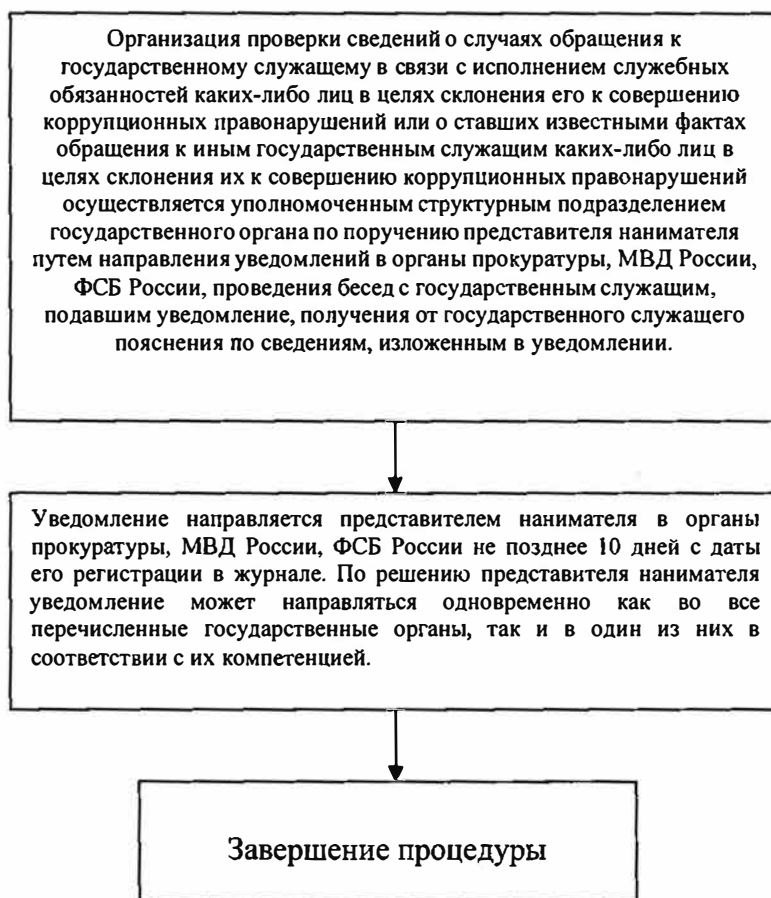 Организация проверки сведений о случаях обращения к
государственному служащему в связи с исполнением служебных
обязанностей каких-либо лиц в целях склонения его к совершению
коррупционных правонарушений или о ставших известными фактах
обращения к иным государственным служащим каких-либо лиц в
целях склонения их к совершению коррупционных правонарушений
осуществляется уполномоченным структурным подразделением
государственного органа по поручению представителя нанимателя
путем направления уведомлений в органы прокуратуры, МВД России,
ФСБ России, проведения бесед с государственным служащим,
подавшим уведомление, получения от государственного служащего
пояснения по сведениям, изложенным в уведомлении.
Уведомление направляется представителем нанимателя в органы
прокуратуры, МВД России, ФСБ России не позднее 10 дней с даты
его регистрации в журнале. По решению представителя нанимателя
уведомление может направляться одновременно как во все
перечисленные государственные органы, так и в один из них в
соответствии с их компетенцией.
Завершение процедуры